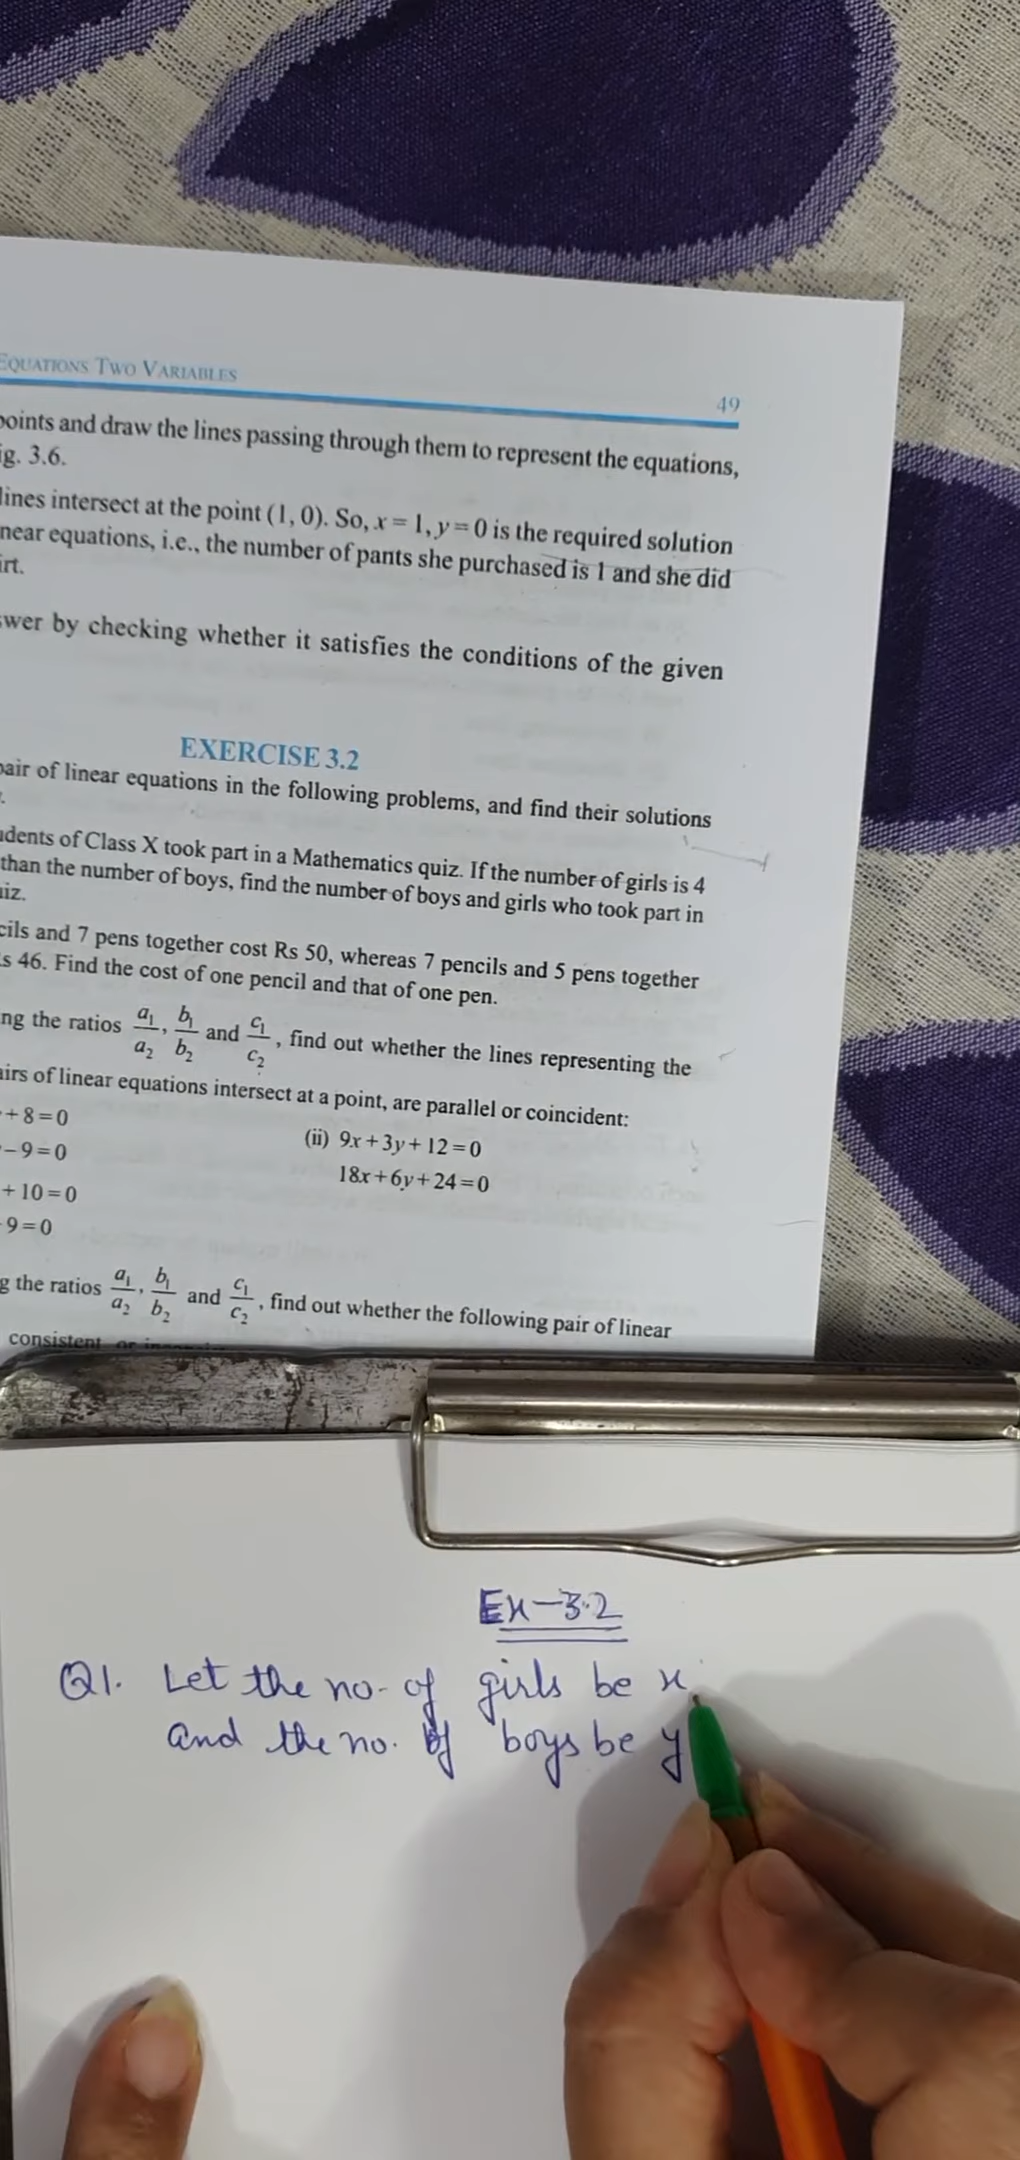 EQUATIONS TWO VARIABLES 49
points and draw the lines passing through them to represent the equations,
ig. 3.6.
lines intersect at the point (1, 0). So, x = 1, y = 0 is the required solution
near equations, i.e., the number of pants she purchased is 1 and she did
irt.
swer by checking whether it satisfies the conditions of the given
EXERCISE 3.2
pair of linear equations in the following problems, and find their solutions
udents of Class X took part in a Mathematics quiz. If the number of girls is 4
than the number of boys, find the number of boys and girls who took part in
uiz.
cils and 7 pens together cost Rs 50, whereas 7 pencils and 5 pens together
s 46. Find the cost of one pencil and that of one pen.
ng the ratios a₁/a₂, b₁/b₂ and c₁/c₂, find out whether the lines representing the
airs of linear equations intersect at a point, are parallel or coincident:
+ 8 = 0
(ii) 9x + 3y + 12 = 0
– 9 = 0
18x + 6y + 24 = 0
+ 10 = 0
9 = 0
g the ratios a₁/a₂, b₁/b₂ and c₁/c₂, find out whether the following pair of linear
consistent or
Ex-3.2
Q1. Let the no. of girls be x
and the no. of boys be y